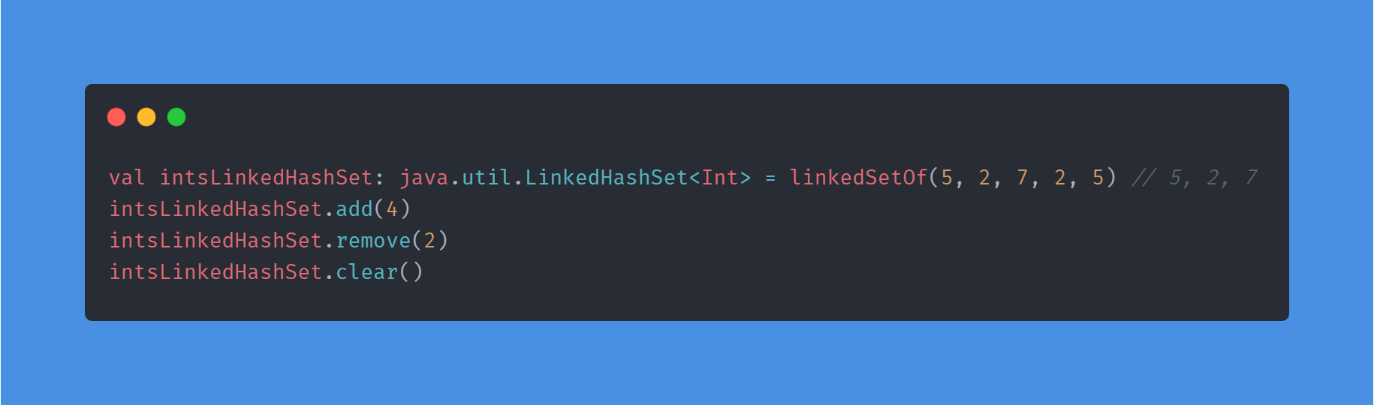 val intsLinkedHashSet: java.util.LinkedHashSet<Int> = linkedSetOf(5, 2, 7, 2, 5) // 5, 2, 7
intsLinkedHashSet.add(4)
intsLinkedHashSet.remove(2)
intsLinkedHashSet.clear()